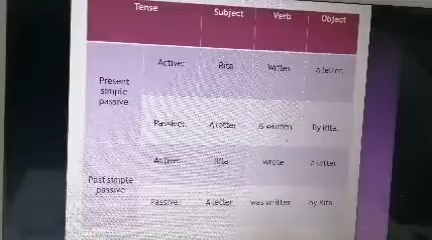 Tense Subject Verb Object
Present simple passive
Active: Rita writes a letter.
Passive: A letter is written by Rita.
Past simple passive
Active: Rita wrote a letter
Passive: A letter was written by Rita.